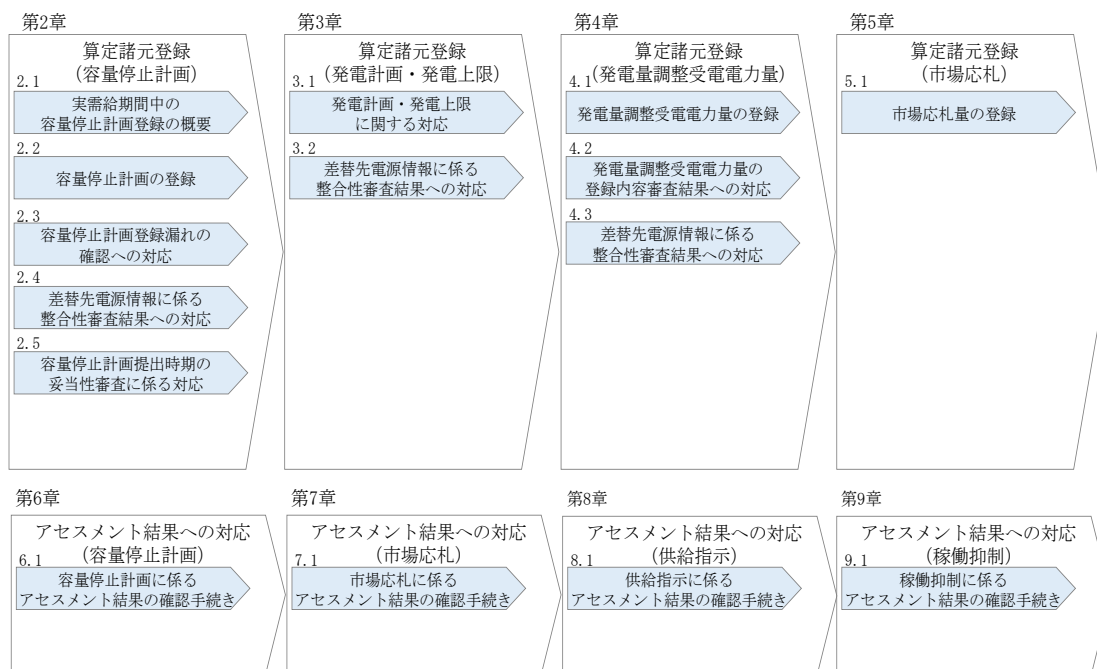 第2章
算定諸元登録
(容量停止計画)
2.1
実需給期間中の
容量停止計画登録の概要
2.2
容量停止計画の登録
2.3
容量停止計画登録漏れの
確認への対応
2.4
差替先電源情報に係る
整合性審査結果への対応
2.5
容量停止計画提出時期の
妥当性審査に係る対応
第3章
算定諸元登録
(発電計画・発電上限)
3.1
発電計画・発電上限
に関する対応
3.2
差替先電源情報に係る
整合性審査結果への対応
第4章
算定諸元登録
(発電量調整受電電力量)
4.1
発電量調整受電電力量の登録
4.2
発電量調整受電電力量の
登録内容審査結果への対応
4.3
差替先電源情報に係る
整合性審査結果への対応
第5章
算定諸元登録
(市場応札)
5.1
市場応札量の登録
第6章
アセスメント結果への対応
(容量停止計画)
6.1
容量停止計画に係る
アセスメント結果の確認手続き
第7章
アセスメント結果への対応
(市場応札)
7.1
市場応札に係る
アセスメント結果の確認手続き
第8章
アセスメント結果への対応
(供給指示)
8.1
供給指示に係る
アセスメント結果の確認手続き
第9章
アセスメント結果への対応
(稼働抑制)
9.1
稼働抑制に係る
アセスメント結果の確認手続き